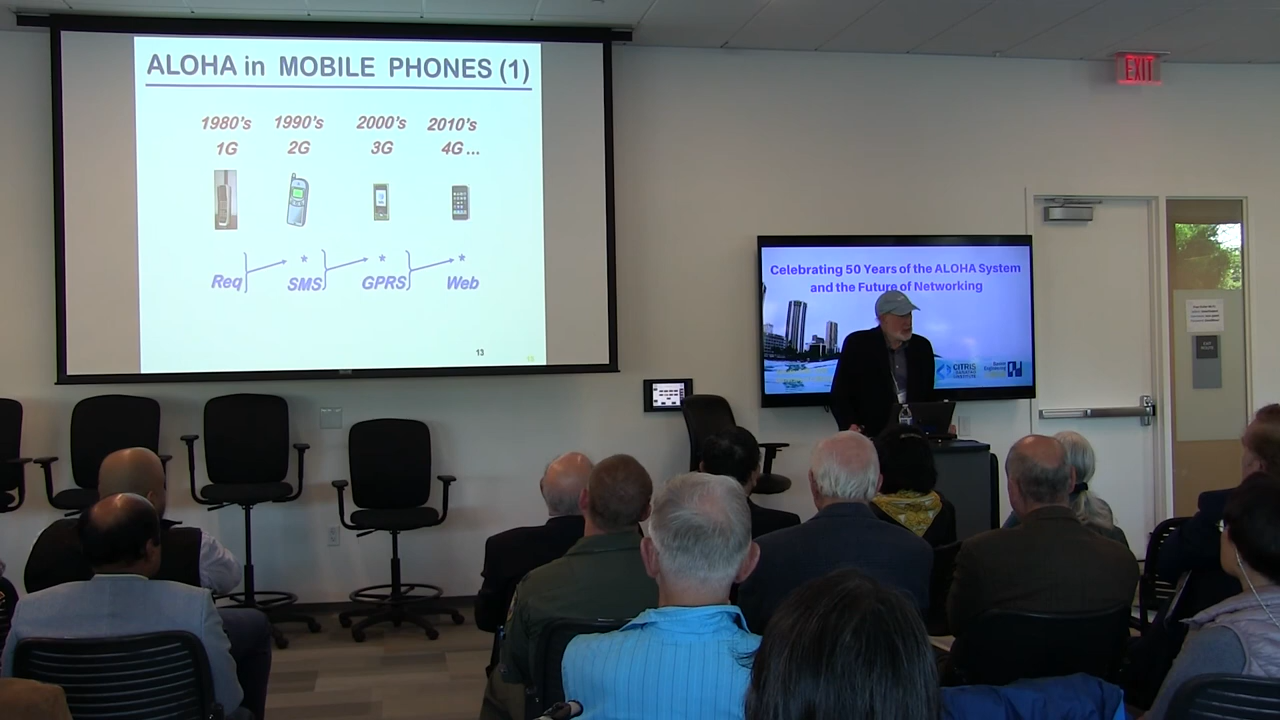 ALOHA in MOBILE PHONES (1)
1980's 1990's 2000's 2010's
1G 2G 3G 4G ...
* * *
Req SMS GPRS Web
13
EXIT
Celebrating 50 Years of the ALOHA System
and the Future of Networking
CITRIS